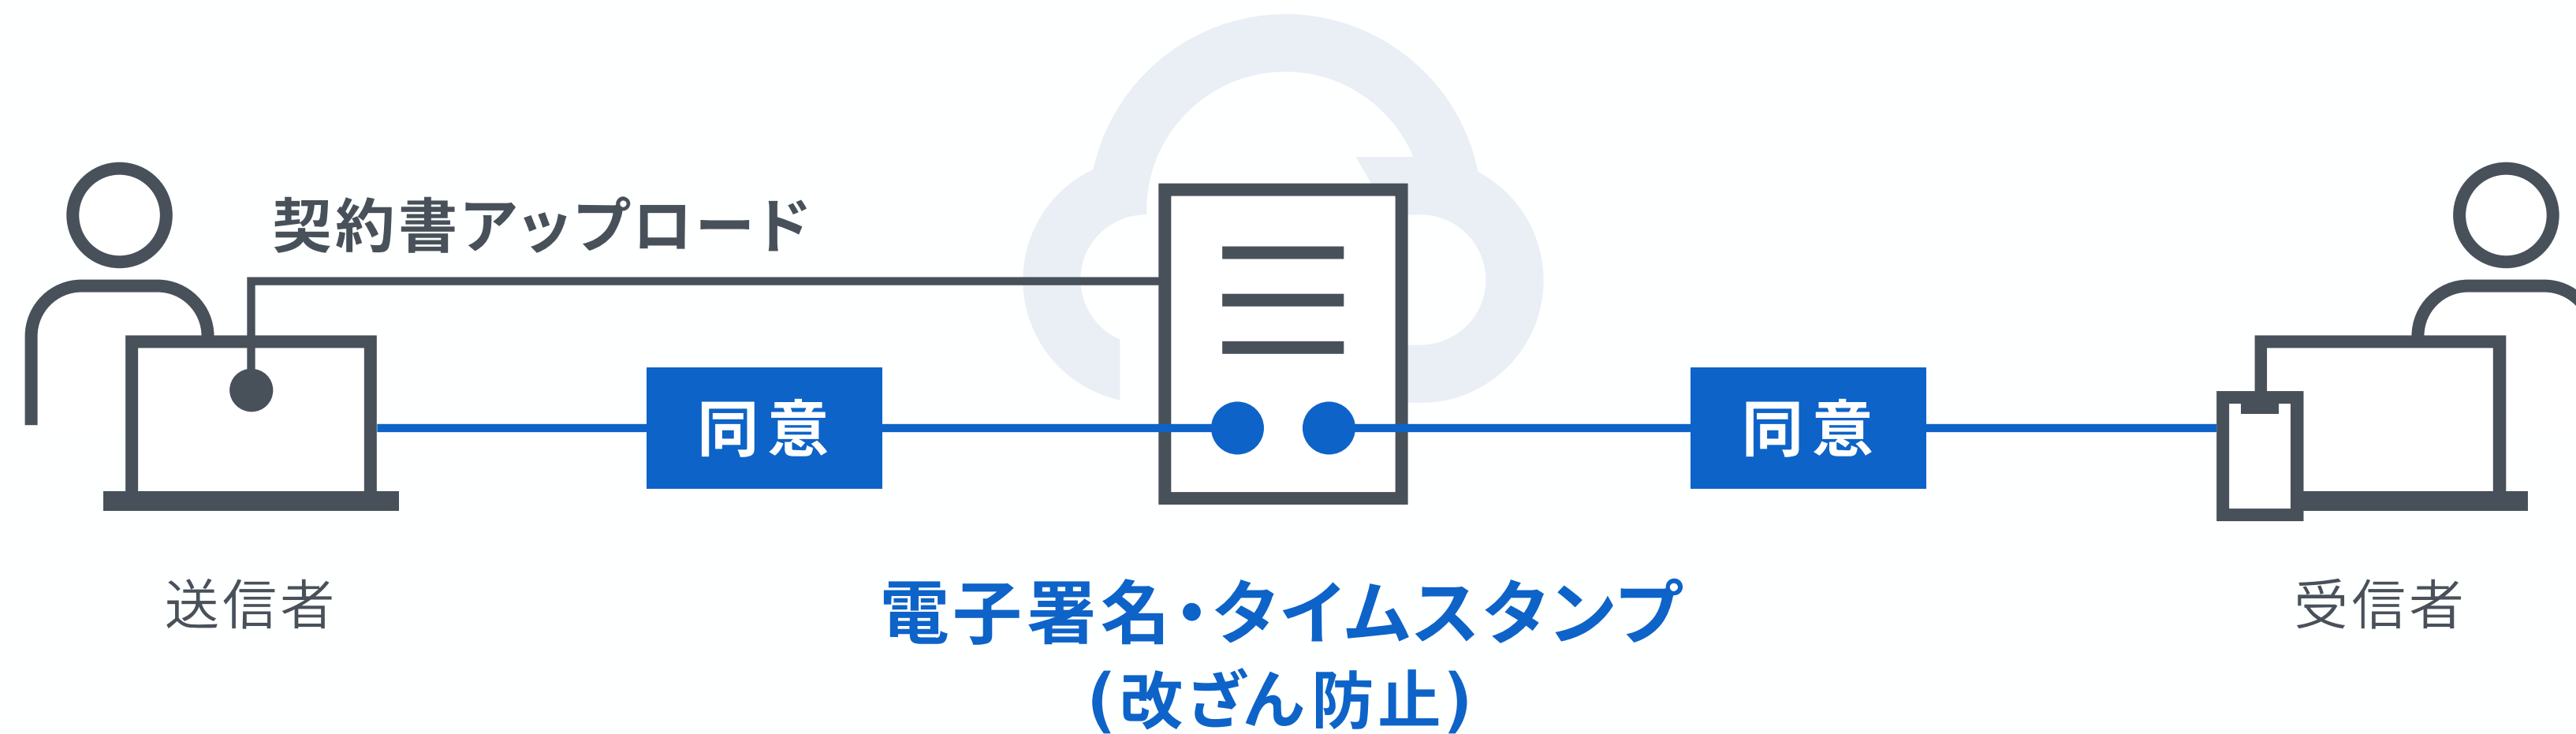 契約書アップロード
同意
同意
送信者
電子署名・タイムスタンプ
(改ざん防止)
受信者